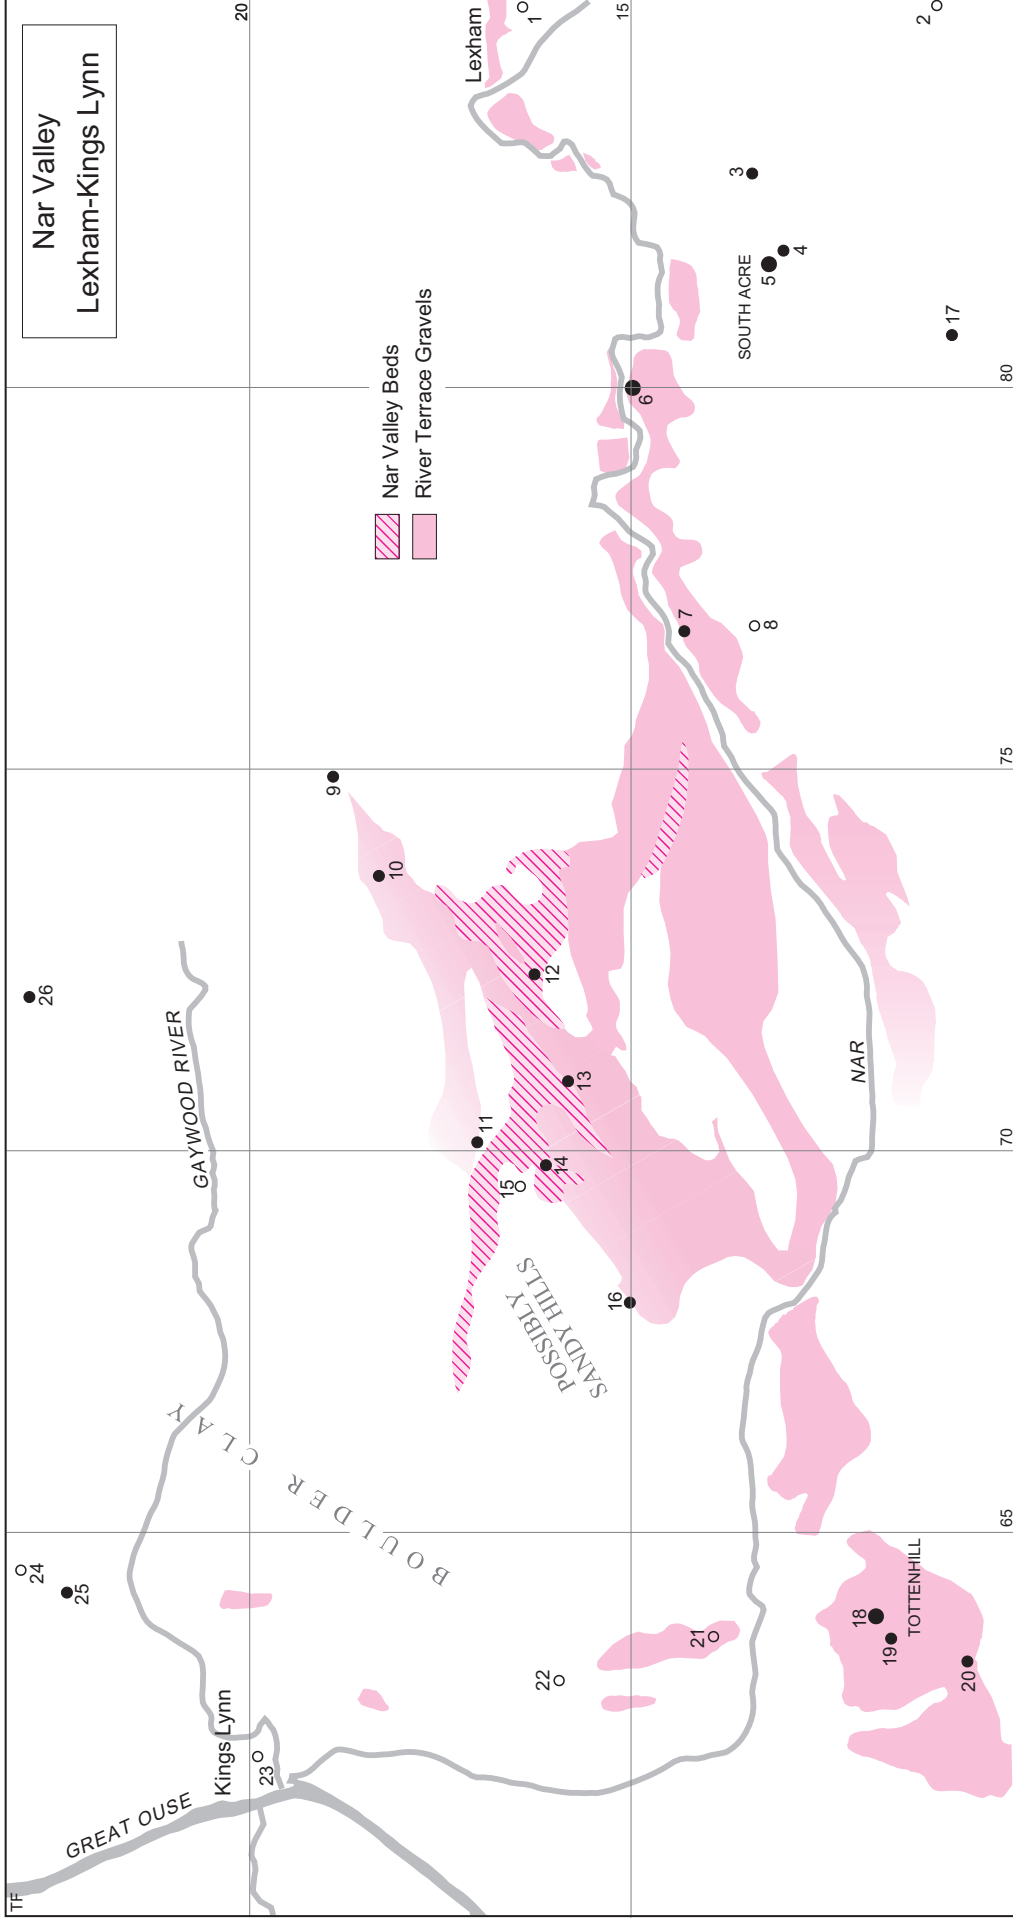 Nar Valley
Lexham-Kings Lynn
TF
20
15
80
75
70
65
Nar Valley Beds
River Terrace Gravels
Lexham
SOUTH ACRE
GAYWOOD RIVER
NAR
POSSIBLY
SANDY HILLS
BOULDER CLAY
Kings Lynn
GREAT OUSE
TOTTENHILL
1
2
3
4
5
6
7
8
9
10
11
12
13
14
15
16
17
18
19
20
21
22
23
24
25
26